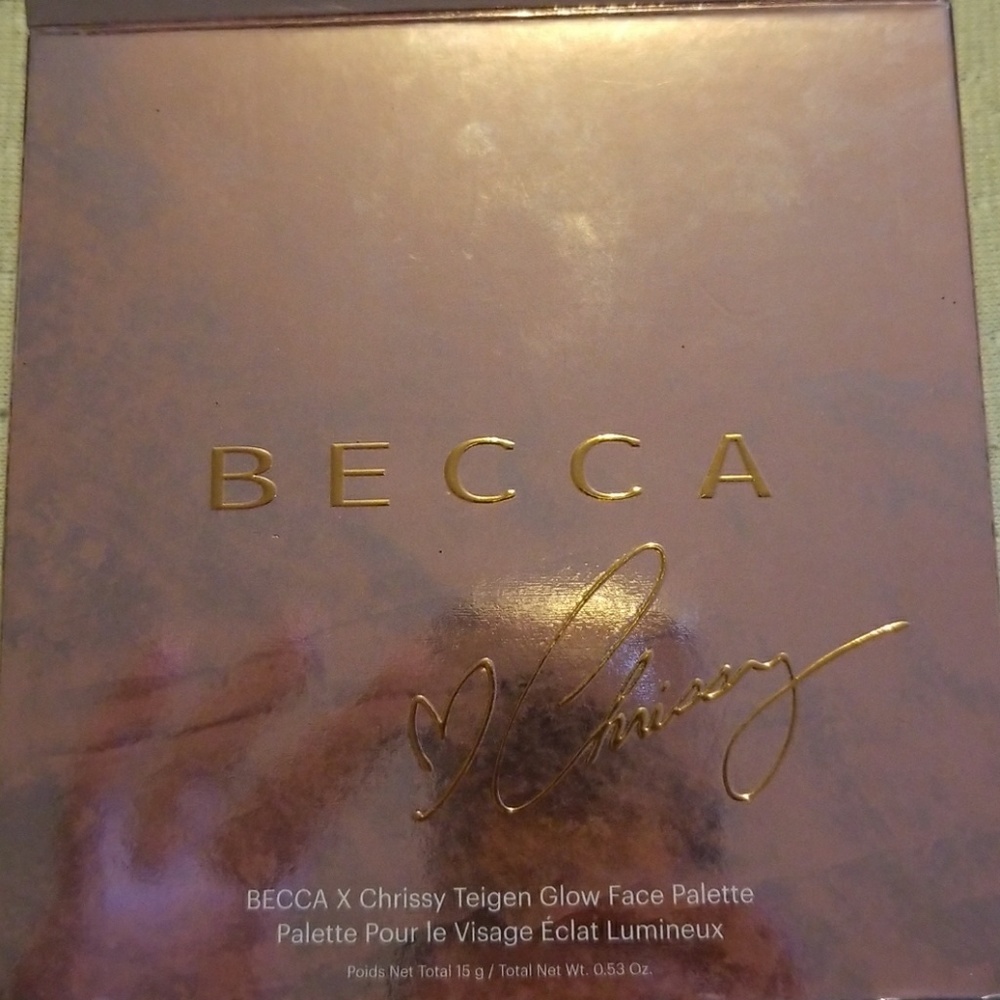 BECCA
Chrissy
BECCA X Chrissy Teigen Glow Face Palette
Palette Pour le Visage Éclat Lumineux
Poids Net Total 15 g / Total Net Wt. 0.53 Oz.